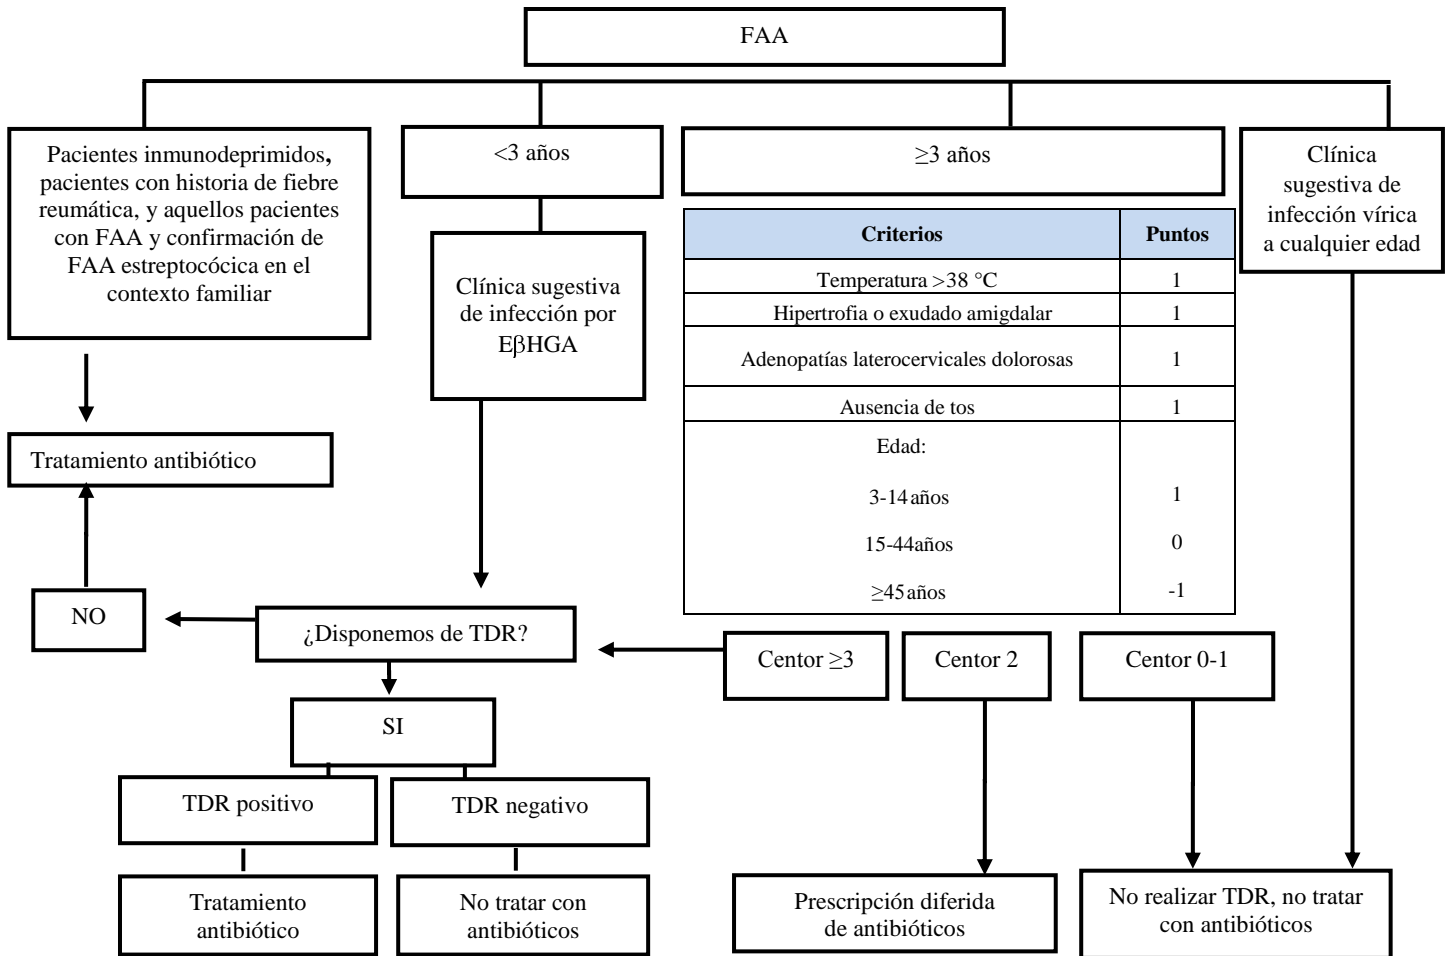 FAA
Pacientes inmunodeprimidos,
pacientes con historia de fiebre
reumática, y aquellos pacientes
con FAA y confirmación de
FAA estreptocócica en el
contexto familiar
<3 años
≥3 años
Clínica
sugestiva de
infección vírica
a cualquier edad
Clínica sugestiva
de infección por
EβHGA
Criterios Puntos
Temperatura >38 °C 1
Hipertrofia o exudado amigdalar 1
Adenopatías laterocervicales dolorosas 1
Ausencia de tos 1
Edad:
3-14 años 1
15-44años 0
≥45 años -1
Tratamiento antibiótico
NO
¿Disponemos de TDR?
Centor ≥3
Centor 2
Centor 0-1
SI
TDR positivo
TDR negativo
Tratamiento
antibiótico
No tratar con
antibióticos
Prescripción diferida
de antibióticos
No realizar TDR, no tratar
con antibióticos